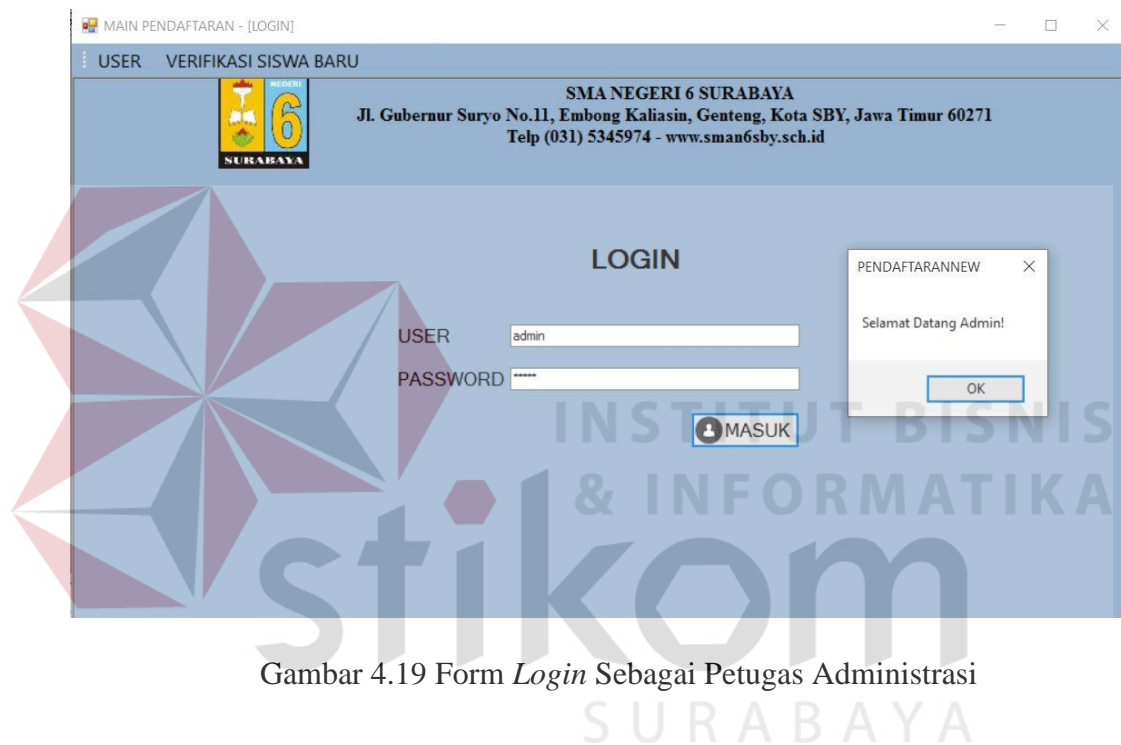 MAIN PENDAFTARAN - [LOGIN]
USER VERIFIKASI SISWA BARU
NEGERI
6
SURABAYA
SMA NEGERI 6 SURABAYA
Jl. Gubernur Suryo No.11, Embong Kaliasin, Genteng, Kota SBY, Jawa Timur 60271
Telp (031) 5345974 - www.sman6sby.sch.id
LOGIN
PENDAFTARANNEW
Selamat Datang Admin!
OK
USER admin
PASSWORD *****
MASUK
INSTITUT BISNIS
& INFORMATIKA
stikom
SURABAYA
Gambar 4.19 Form Login Sebagai Petugas Administrasi